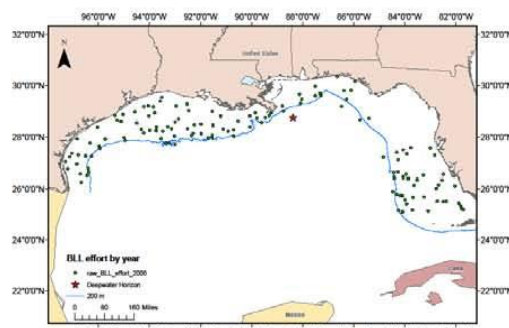 96°0'0"W 94°0'0"W 92°0'0"W 90°0'0"W 88°0'0"W 86°0'0"W 84°0'0"W 82°0'0"W
32°0'0"N 32°0'0"N
N
United States
30°0'0"N 30°0'0"N
28°0'0"N 28°0'0"N
26°0'0"N 26°0'0"N
24°0'0"N 24°0'0"N
BLL effort by year
raw_BLL_effort_2006
Deepwater Horizon
200 m
22°0'0"N 22°0'0"N
0 40 80 160 Miles
Cuba
Mexico